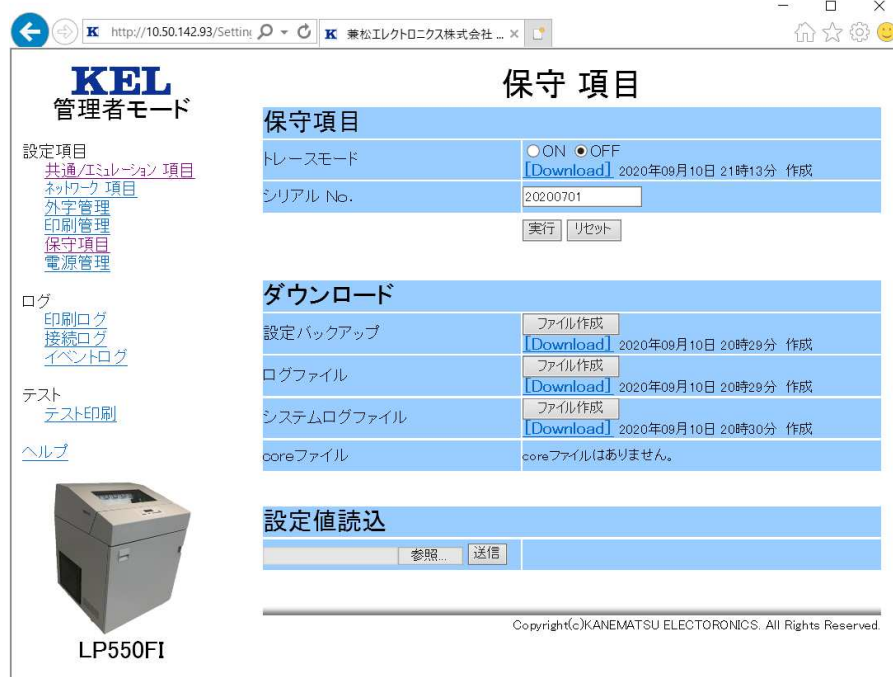 http://10.50.142.93/Settin
K 兼松エレクトロニクス株式会社 ...
KEL
管理者モード
設定項目
共通/エミュレーション 項目
ネットワーク 項目
外字管理
印刷管理
保守項目
電源管理
ログ
印刷ログ
接続ログ
イベントログ
テスト
テスト印刷
ヘルプ
LP550FI
保守 項目
保守項目
トレースモード
ON OFF
[Download] 2020年09月10日 21時13分 作成
シリアル No.
20200701
実行 リセット
ダウンロード
設定バックアップ
ファイル作成
[Download] 2020年09月10日 20時29分 作成
ログファイル
ファイル作成
[Download] 2020年09月10日 20時29分 作成
システムログファイル
ファイル作成
[Download] 2020年09月10日 20時30分 作成
coreファイル
coreファイルはありません。
設定値読込
参照... 送信
Copyright(c)KANEMATSU ELECTORONICS. All Rights Reserved.